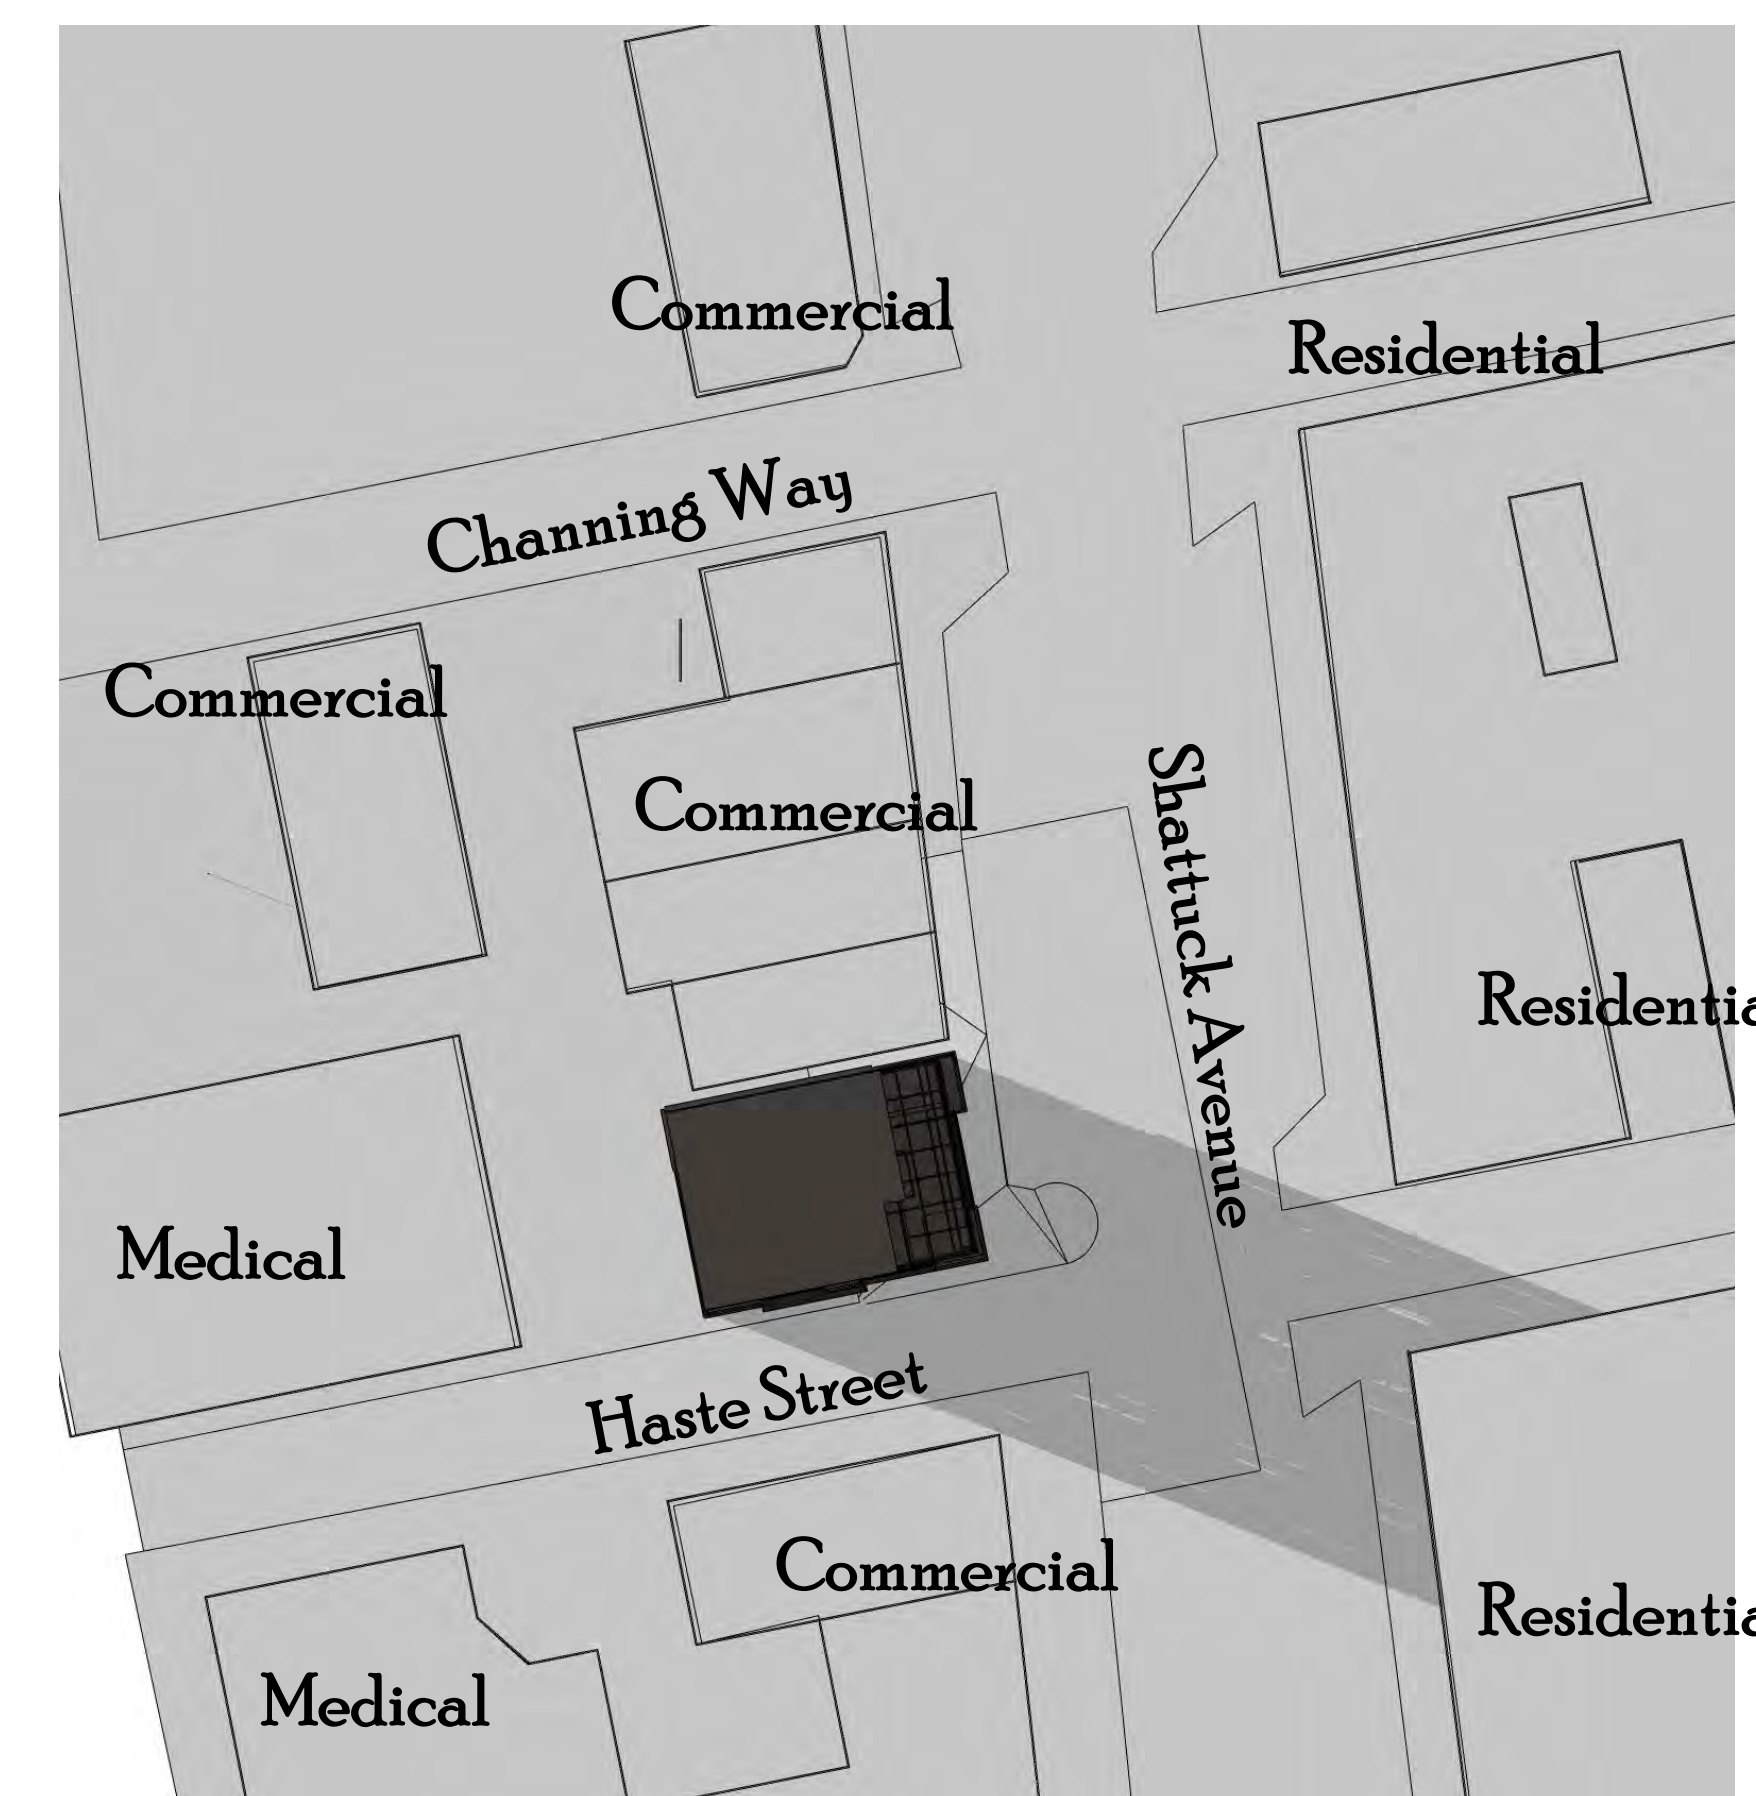 Commercial
Residential
Channing Way
Commercial
Commercial
Shattuck Avenue
Residentia
Medical
Haste Street
Commercial
Residentia
Medical